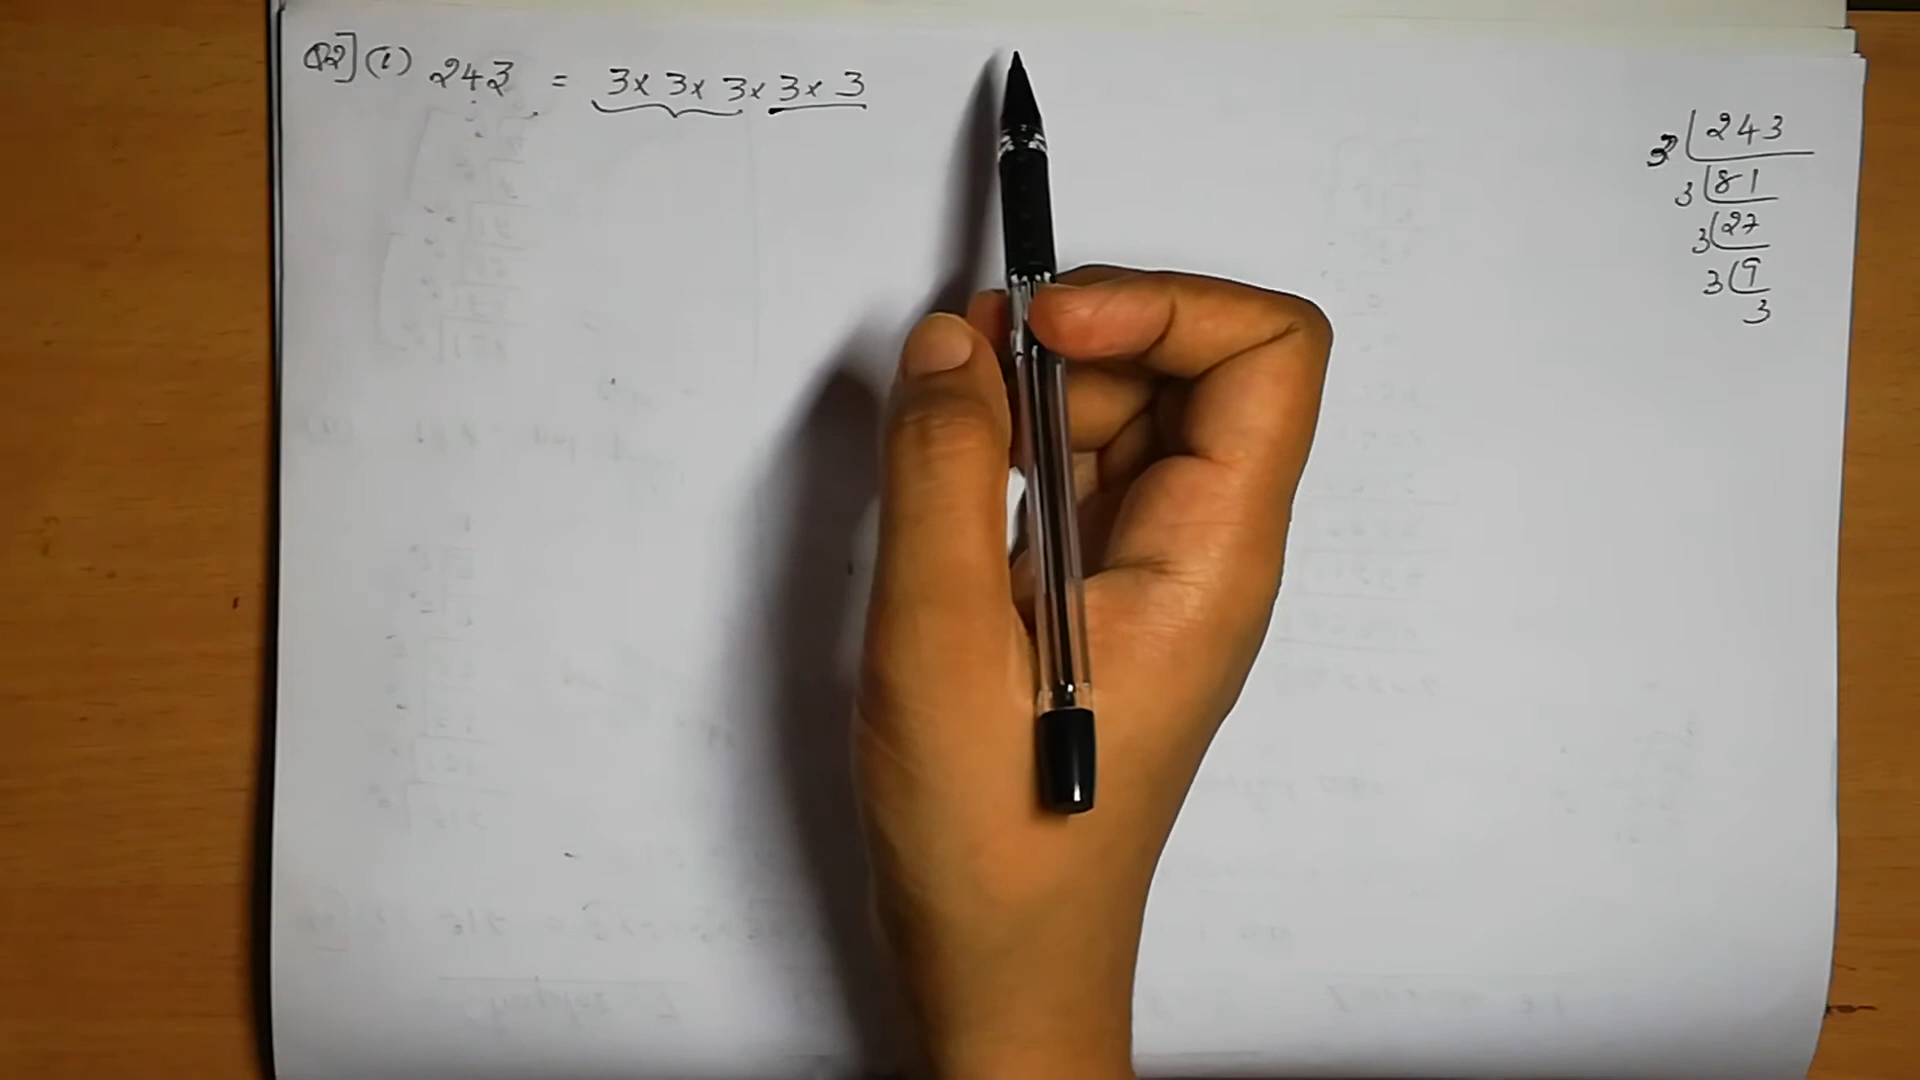 Q2] (i) 243 = 3 x 3 x 3 x 3 x 3
3 | 243
3 | 81
3 | 27
3 | 9
3